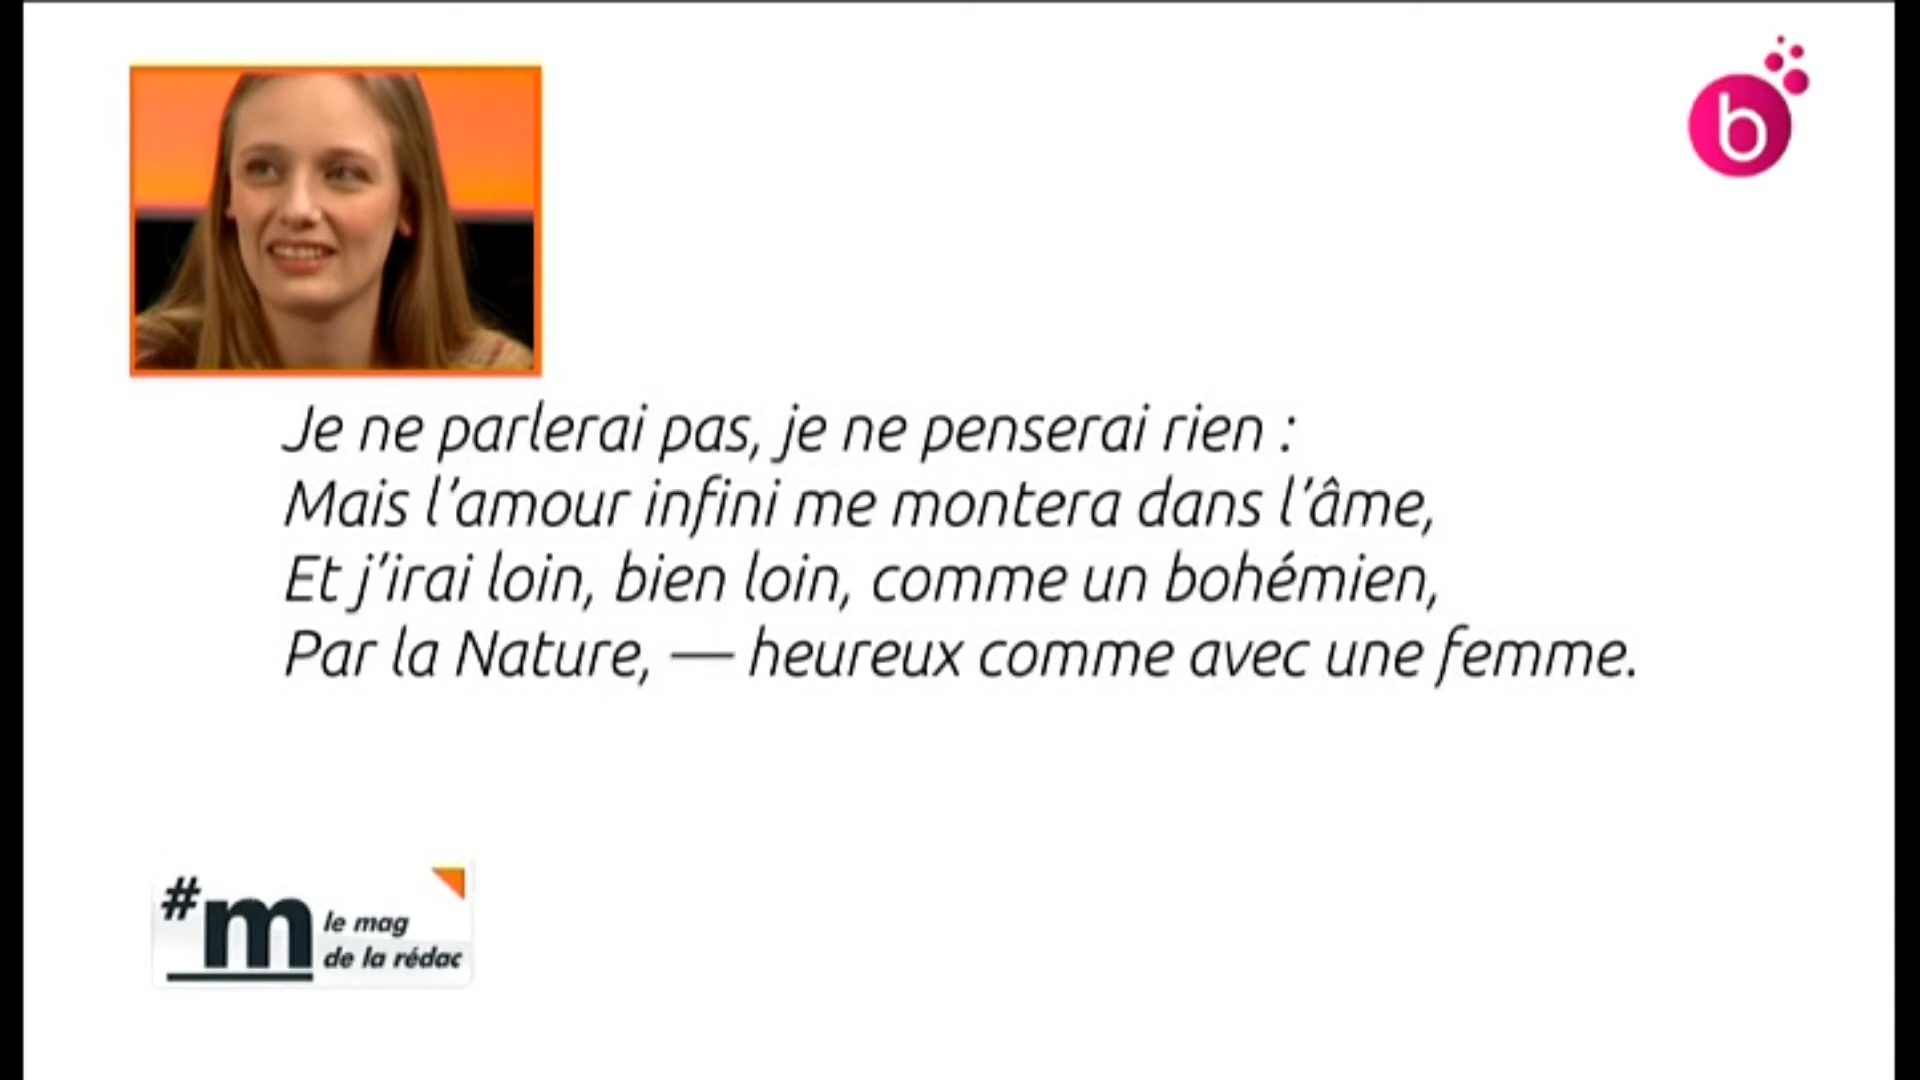 b
Je ne parlerai pas, je ne penserai rien :
Mais l'amour infini me montera dans l'âme,
Et j'irai loin, bien loin, comme un bohémien,
Par la Nature, — heureux comme avec une femme.
#m le mag
de la rédac